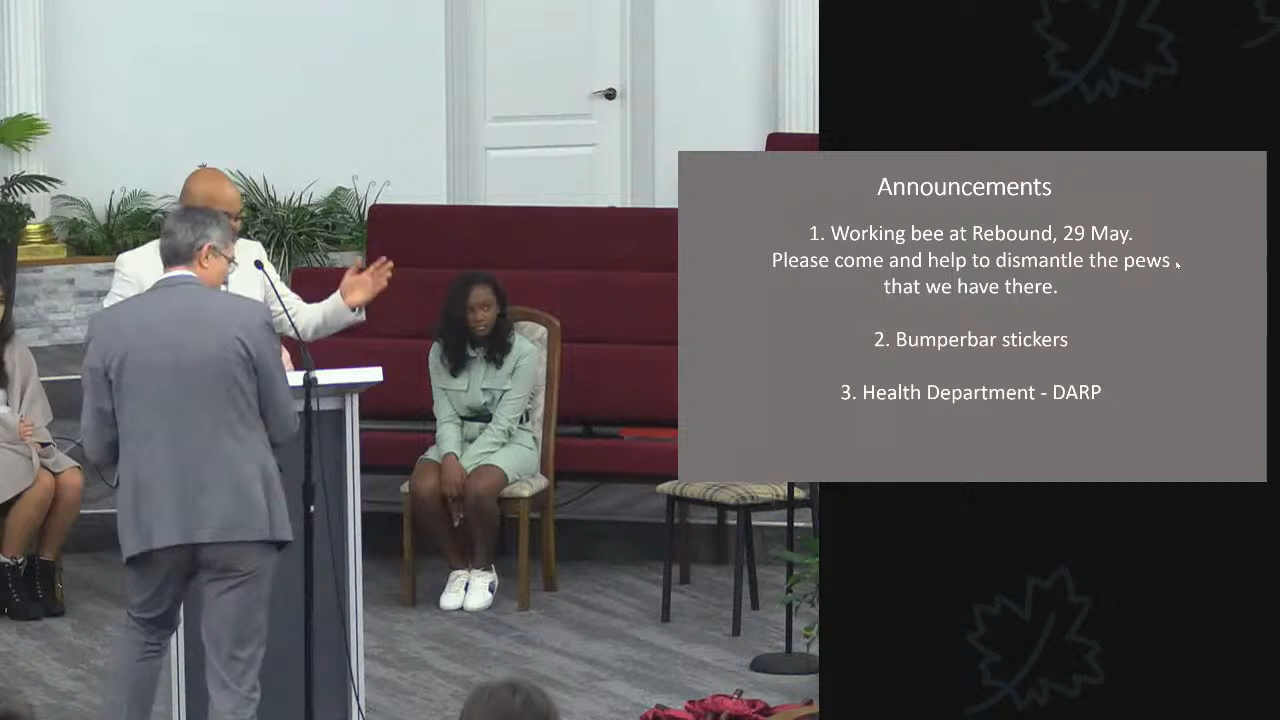 Announcements
1. Working bee at Rebound, 29 May.
Please come and help to dismantle the pews
that we have there.
2. Bumperbar stickers
3. Health Department - DARP